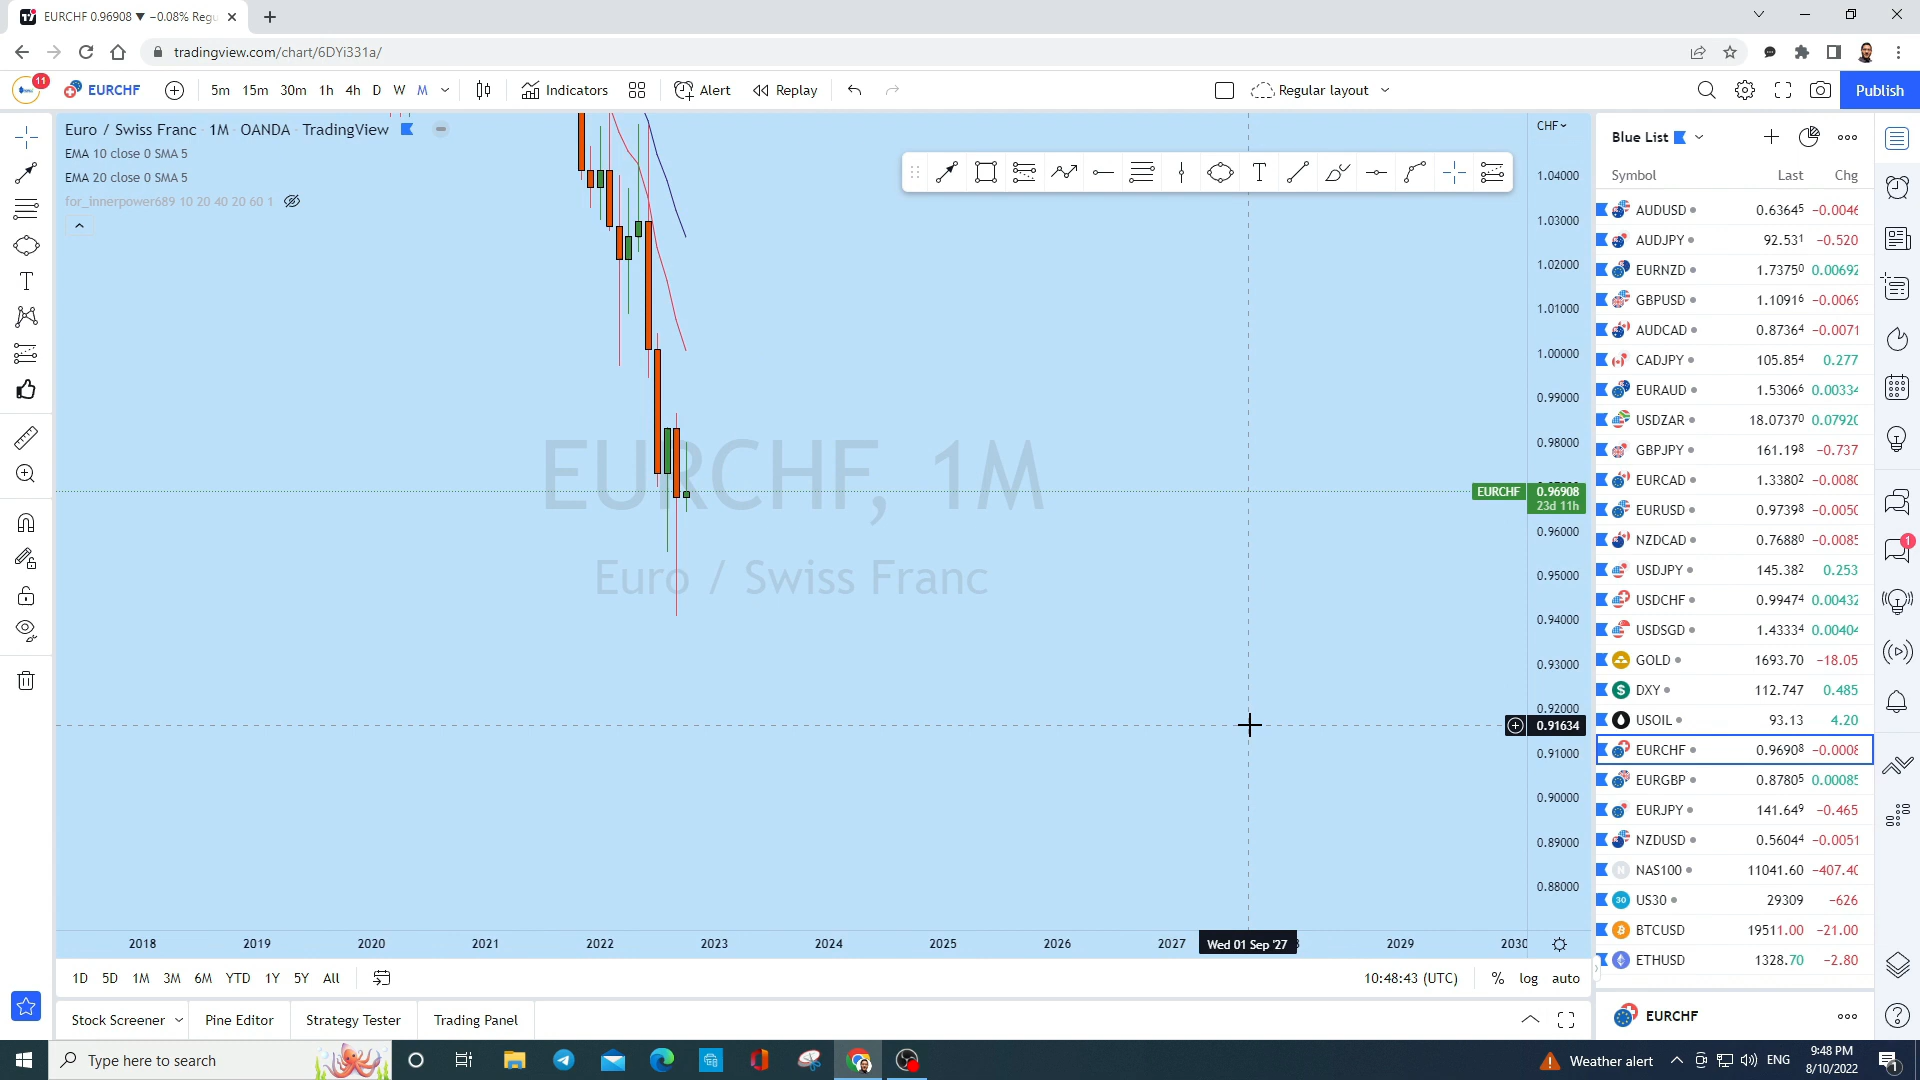 EURCHF 0.96908 ▼ −0.08% Regu
tradingview.com/chart/6DYi331a/
11
EURCHF
5m 15m 30m 1h 4h D W M
Indicators
Alert
Replay
Regular layout
Publish
Euro / Swiss Franc · 1M · OANDA · TradingView
EMA 10 close 0 SMA 5
EMA 20 close 0 SMA 5
for_innerpower689 10 20 40 20 60 1
EURCHF, 1M
Euro / Swiss Franc
CHF
1.04000
1.03000
1.02000
1.01000
1.00000
0.99000
0.98000
EURCHF 0.96908
23d 11h
0.96000
0.95000
0.94000
0.93000
0.92000
0.91634
0.91000
0.90000
0.89000
0.88000
2018 2019 2020 2021 2022 2023 2024 2025 2026 2027 Wed 01 Sep '27 2029 2030
1D 5D 1M 3M 6M YTD 1Y 5Y All
10:48:43 (UTC) % log auto
Stock Screener Pine Editor Strategy Tester Trading Panel
Blue List
Symbol Last Chg
AUDUSD 0.63645 −0.0046
AUDJPY 92.531 −0.520
EURNZD 1.73750 0.00692
GBPUSD 1.10916 −0.0069
AUDCAD 0.87364 −0.0071
CADJPY 105.854 0.277
EURAUD 1.53066 0.00334
USDZAR 18.07370 0.07920
GBPJPY 161.198 −0.737
EURCAD 1.33802 −0.0080
EURUSD 0.97398 −0.0050
NZDCAD 0.76880 −0.0085
USDJPY 145.382 0.253
USDCHF 0.99474 0.00432
USDSGD 1.43334 0.00404
GOLD 1693.70 −18.05
DXY 112.747 0.485
USOIL 93.13 4.20
EURCHF 0.96908 −0.0008
EURGBP 0.87805 0.00085
EURJPY 141.649 −0.465
NZDUSD 0.56044 −0.0051
NAS100 11041.60 −407.40
US30 29309 −626
BTCUSD 19511.00 −21.00
ETHUSD 1328.70 −2.80
EURCHF
1
Type here to search
Weather alert
ENG
9:48 PM
8/10/2022
1